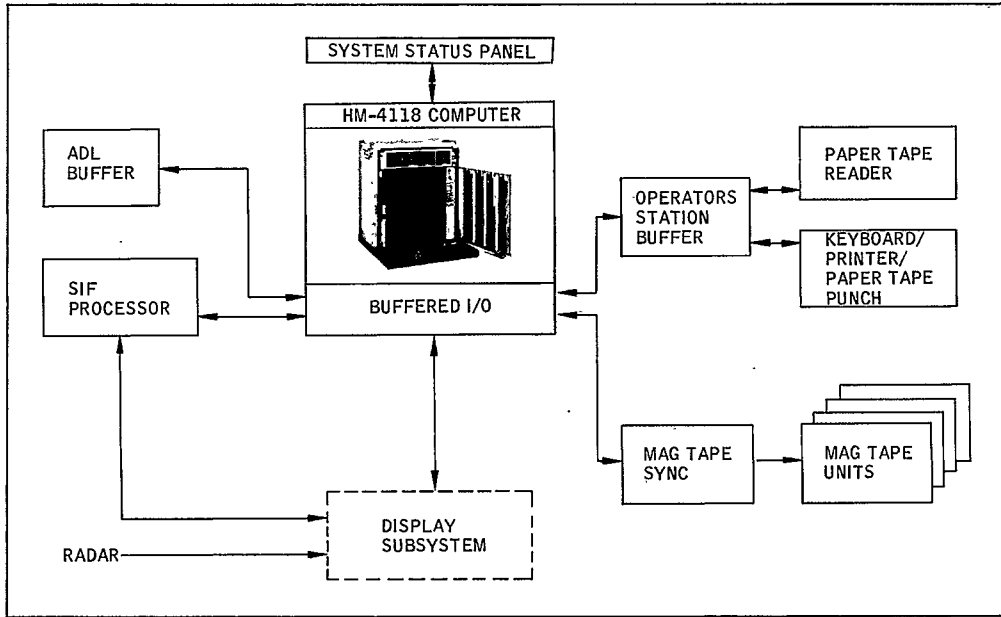 SYSTEM STATUS PANEL
HM-4118 COMPUTER
ADL
BUFFER
SIF
PROCESSOR
BUFFERED I/O
OPERATORS
STATION
BUFFER
PAPER TAPE
READER
KEYBOARD/
PRINTER/
PAPER TAPE
PUNCH
MAG TAPE
SYNC
MAG TAPE
UNITS
DISPLAY
SUBSYSTEM
RADAR